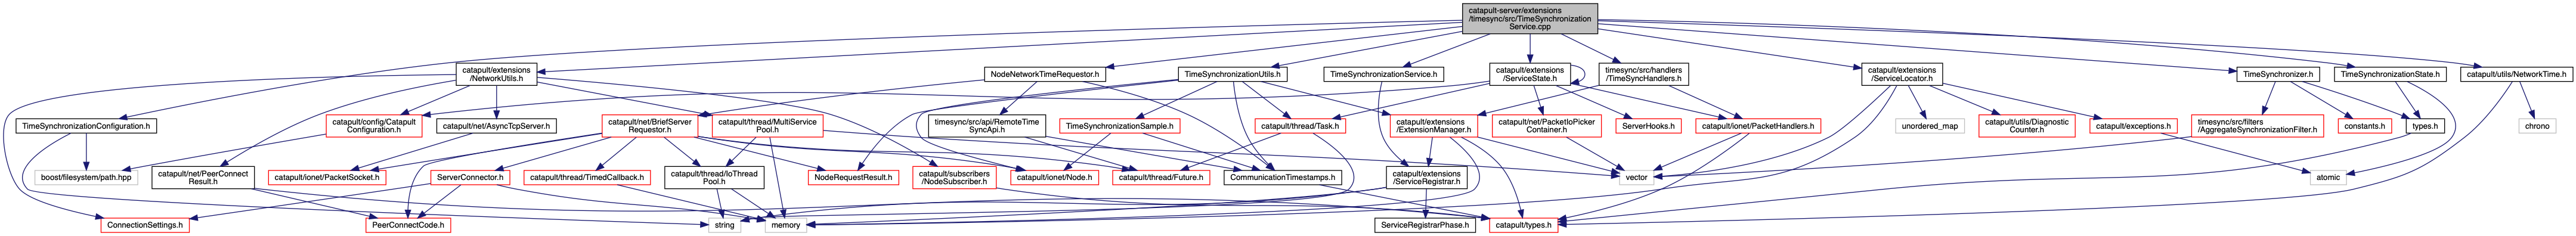 catapult-server/extensions
/timesync/src/TimeSynchronization
Service.cpp
catapult/extensions
/NetworkUtils.h
NodeNetworkTimeRequestor.h
TimeSynchronizationUtils.h
TimeSynchronizationService.h
catapult/extensions
/ServiceState.h
timesync/src/handlers
/TimeSyncHandlers.h
catapult/extensions
/ServiceLocator.h
TimeSynchronizer.h
TimeSynchronizationState.h
catapult/utils/NetworkTime.h
TimeSynchronizationConfiguration.h
catapult/config/Catapult
Configuration.h
catapult/net/AsyncTcpServer.h
catapult/net/BriefServer
Requestor.h
catapult/thread/MultiService
Pool.h
timesync/src/api/RemoteTime
SyncApi.h
TimeSynchronizationSample.h
catapult/thread/Task.h
catapult/extensions
/ExtensionManager.h
catapult/net/PacketIoPicker
Container.h
ServerHooks.h
catapult/ionet/PacketHandlers.h
unordered_map
catapult/utils/Diagnostic
Counter.h
catapult/exceptions.h
timesync/src/filters
/AggregateSynchronizationFilter.h
constants.h
types.h
chrono
boost/filesystem/path.hpp
catapult/net/PeerConnect
Result.h
catapult/ionet/PacketSocket.h
ServerConnector.h
catapult/thread/TimedCallback.h
catapult/thread/IoThread
Pool.h
NodeRequestResult.h
catapult/subscribers
/NodeSubscriber.h
catapult/ionet/Node.h
catapult/thread/Future.h
CommunicationTimestamps.h
catapult/extensions
/ServiceRegistrar.h
vector
atomic
ConnectionSettings.h
PeerConnectCode.h
string
memory
ServiceRegistrarPhase.h
catapult/types.h